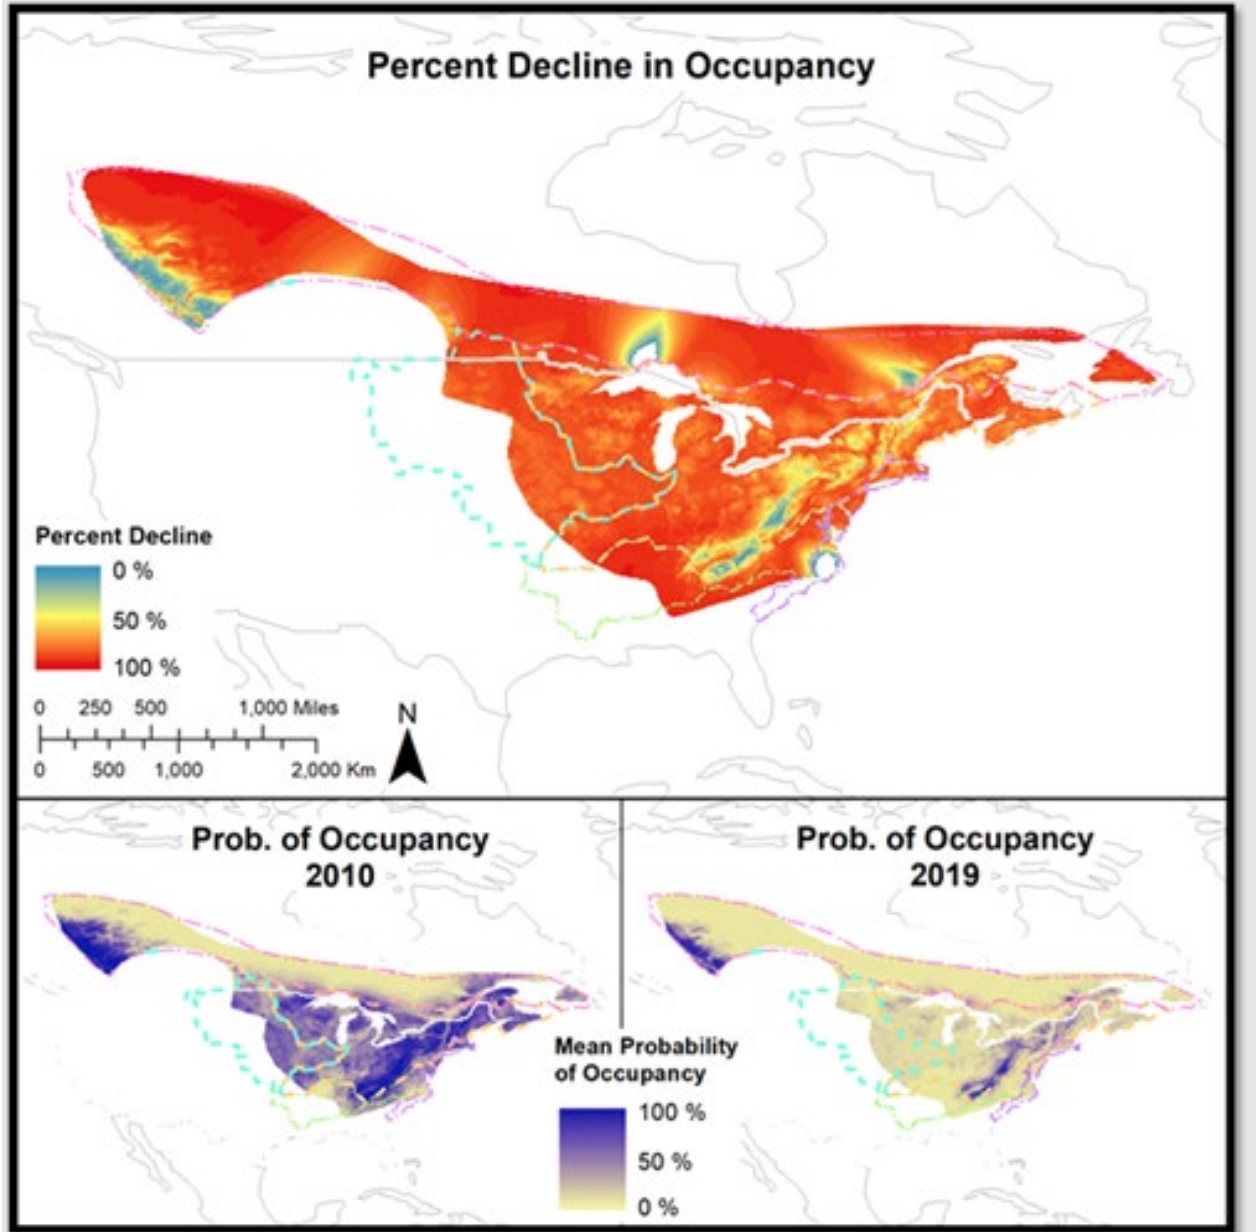 Percent Decline in Occupancy
Percent Decline
0 %
50 %
100 %
0 250 500 1,000 Miles
0 500 1,000 2,000 Km
N
Prob. of Occupancy
2010
Prob. of Occupancy
2019
Mean Probability
of Occupancy
100 %
50 %
0 %